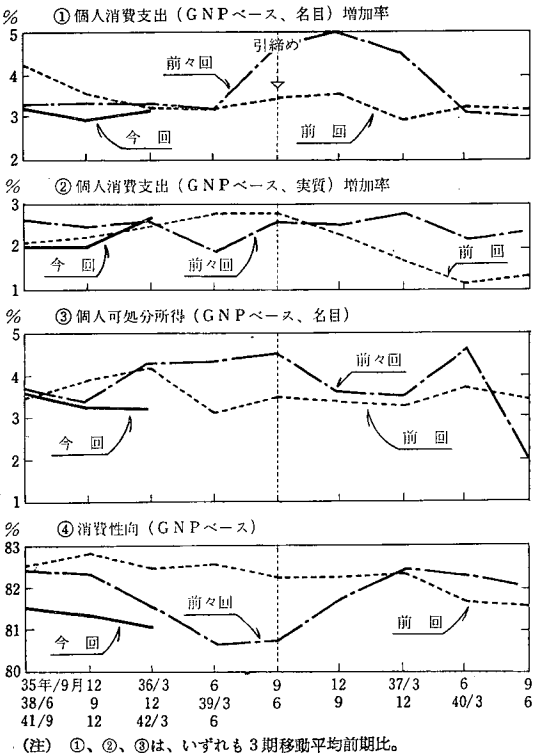 % ①個人消費支出(GNPベース、名目)増加率
5
引締め
前々回
4
3
今 回
前 回
2
% ②個人消費支出(GNPベース、実質)増加率
3
2
今 回
前々回
前 回
1
% ③個人可処分所得(GNPベース、名目)
5
前々回
4
3
今 回
前 回
2
1
% ④消費性向(GNPベース)
83
82
前々回
前 回
81
今 回
80
35年/9月 12 36/3 6 9 12 37/3 6 9
38/6 9 12 39/3 6 9 12 40/3 6
41/9 12 42/3 6
(注) ①、②、③は、いずれも3期移動平均前期比。